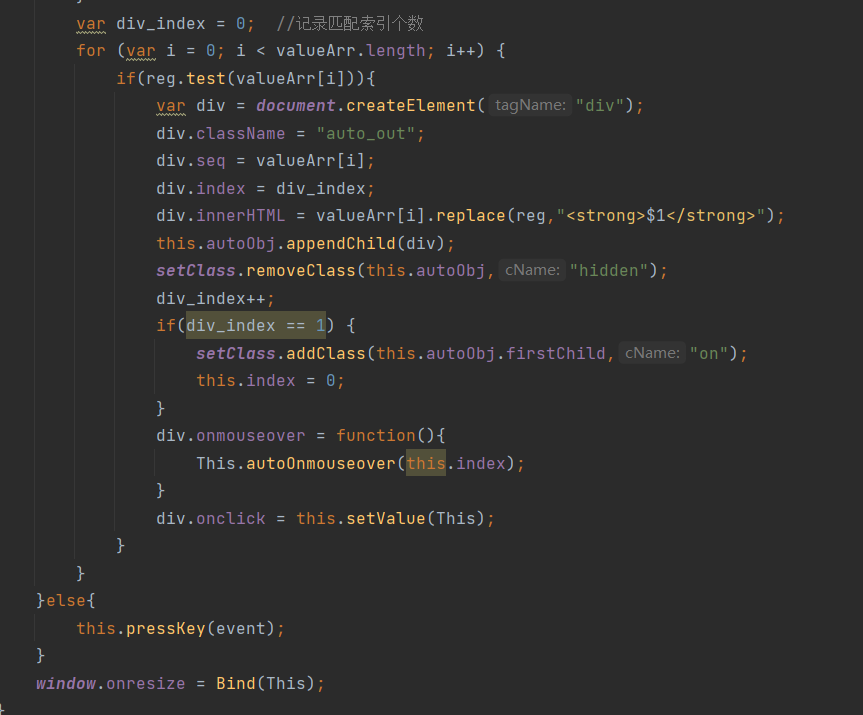 var div_index = 0;  //记录匹配索引个数
for (var i = 0; i < valueArr.length; i++) {
if(reg.test(valueArr[i])){
var div = document.createElement( tagName: "div");
div.className = "auto_out";
div.seq = valueArr[i];
div.index = div_index;
div.innerHTML = valueArr[i].replace(reg,"<strong>$1</strong>");
this.autoObj.appendChild(div);
setClass.removeClass(this.autoObj, cName: "hidden");
div_index++;
if(div_index == 1) {
setClass.addClass(this.autoObj.firstChild, cName: "on");
this.index = 0;
}
div.onmouseover = function(){
This.autoOnmouseover(this.index);
}
div.onclick = this.setValue(This);
}
}
}else{
this.pressKey(event);
}
window.onresize = Bind(This);
}